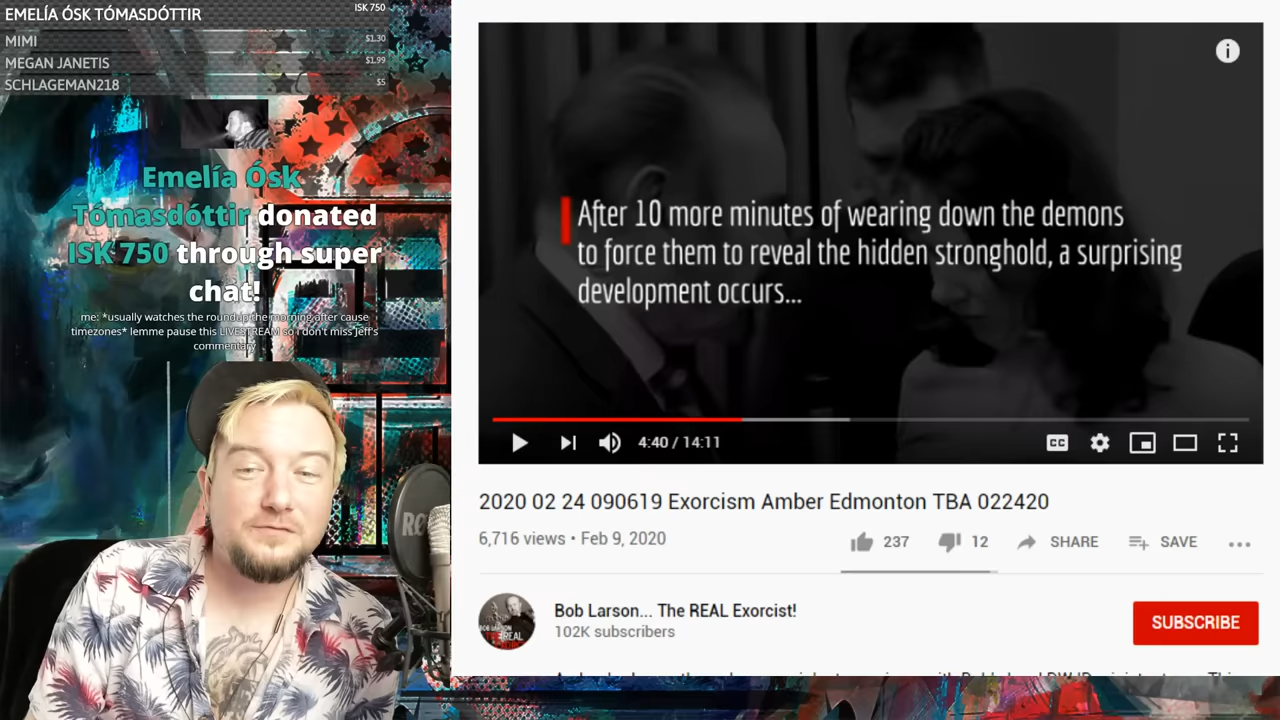 EMELÍA ÓSK TÓMASDÓTTIR
ISK 750
MIMI
$1.30
MEGAN JANETIS
$1.99
SCHLAGEMAN218
$5
Emelía Ósk
Tómasdóttir donated
ISK 750 through super
chat!
me: *usually watches the roundup the morning after cause
timezones* lemme pause this LIVESTREAM so i don't miss Jeff's
commentary
After 10 more minutes of wearing down the demons
to force them to reveal the hidden stronghold, a surprising
development occurs...
4:40 / 14:11
CC
2020 02 24 090619 Exorcism Amber Edmonton TBA 022420
6,716 views • Feb 9, 2020
237
12
SHARE
SAVE
Bob Larson... The REAL Exorcist!
102K subscribers
SUBSCRIBE